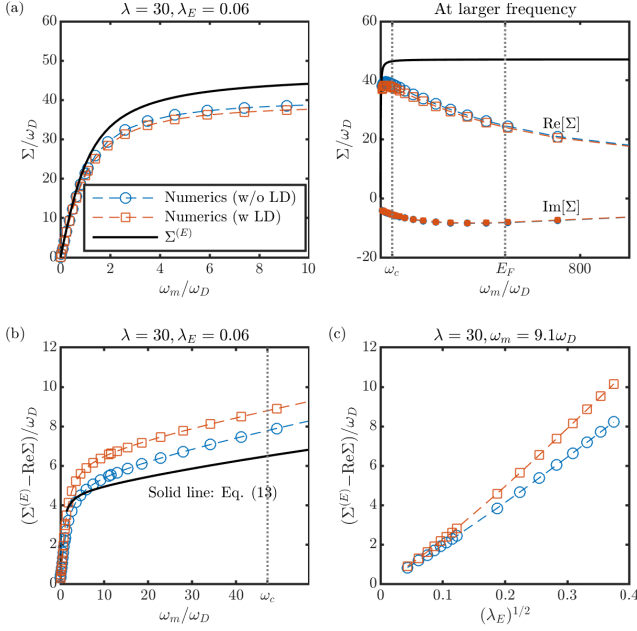 (a)
λ = 30, λ_E = 0.06
60
50
40
30
20
10
0
Σ/ω_D
Numerics (w/o LD)
Numerics (w LD)
Σ^(E)
0 2 4 6 8 10
ω_m/ω_D
At larger frequency
60
40
20
0
-20
Σ/ω_D
Re[Σ]
Im[Σ]
ω_c E_F 800
ω_m/ω_D
(b)
λ = 30, λ_E = 0.06
12
10
8
6
4
2
0
(Σ^(E)−ReΣ)/ω_D
Solid line: Eq. (13)
0 10 20 30 40 ω_c
ω_m/ω_D
(c)
λ = 30, ω_m = 9.1ω_D
12
10
8
6
4
2
0
(Σ^(E)−ReΣ)/ω_D
0 0.1 0.2 0.3 0.4
(λ_E)^1/2